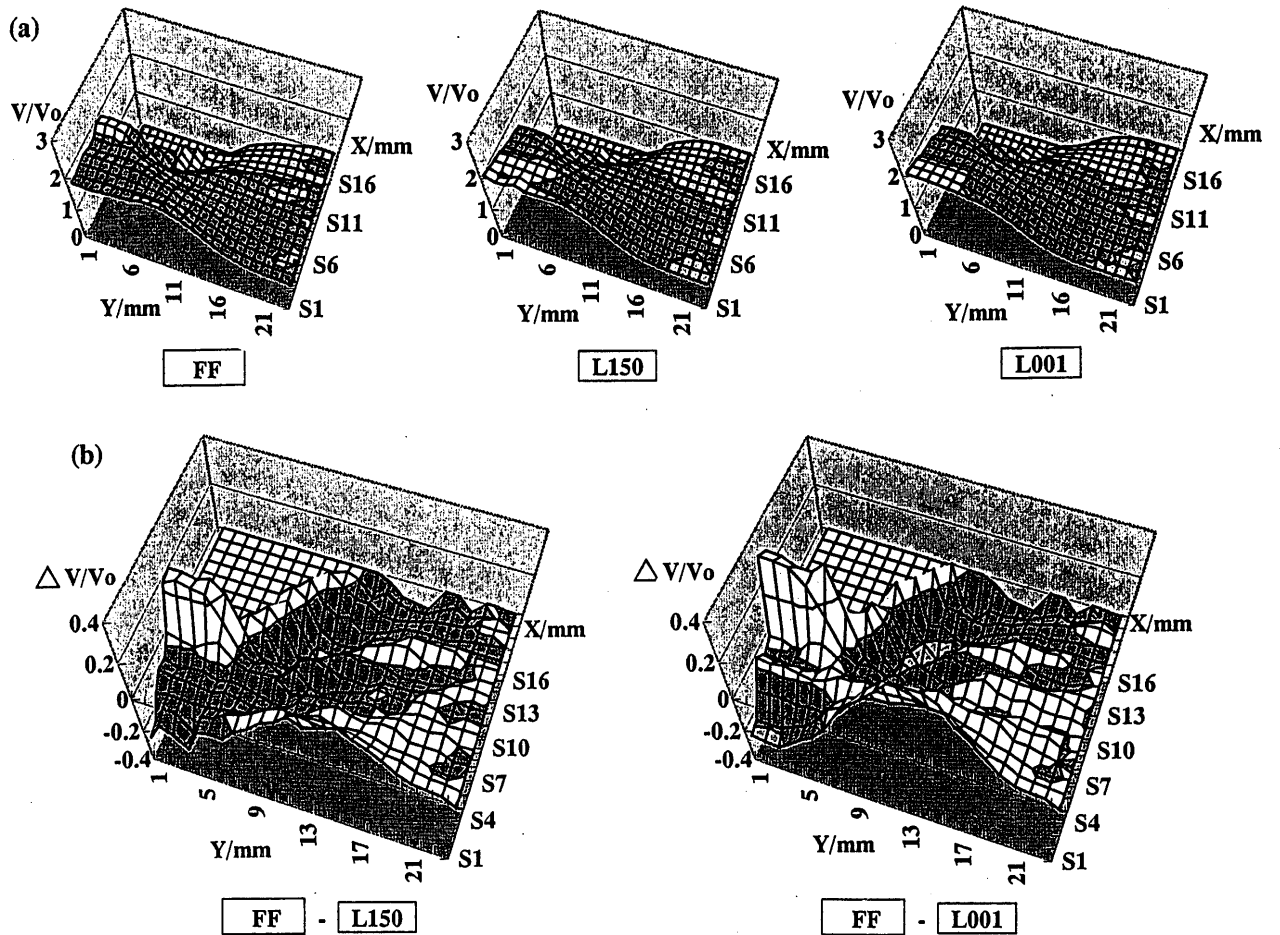 (a)
V/Vo
3
2
1
0
1
6
11
16
21
Y/mm
X/mm
S16
S11
S6
S1
FF
V/Vo
3
2
1
0
1
6
11
16
21
Y/mm
X/mm
S16
S11
S6
S1
L150
V/Vo
3
2
1
0
1
6
11
16
21
Y/mm
X/mm
S16
S11
S6
S1
L001
(b)
△ V/Vo
0.4
0.2
0
-0.2
-0.4
1
5
9
13
17
21
Y/mm
X/mm
S16
S13
S10
S7
S4
S1
FF - L150
△ V/Vo
0.4
0.2
0
-0.2
-0.4
1
5
9
13
17
21
Y/mm
X/mm
S16
S13
S10
S7
S4
S1
FF - L001